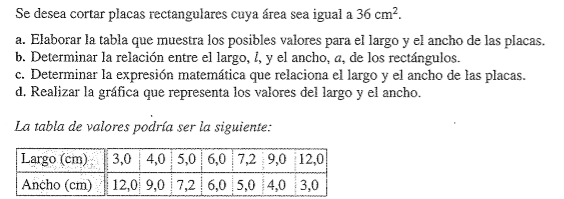 Se desea cortar placas rectangulares cuya área sea igual a 36 cm².
a. Elaborar la tabla que muestra los posibles valores para el largo y el ancho de las placas.
b. Determinar la relación entre el largo, l, y el ancho, a, de los rectángulos.
c. Determinar la expresión matemática que relaciona el largo y el ancho de las placas.
d. Realizar la gráfica que representa los valores del largo y el ancho.
La tabla de valores podría ser la siguiente:
Largo (cm) 3,0 4,0 5,0 6,0 7,2 9,0 12,0
Ancho (cm) 12,0 9,0 7,2 6,0 5,0 4,0 3,0